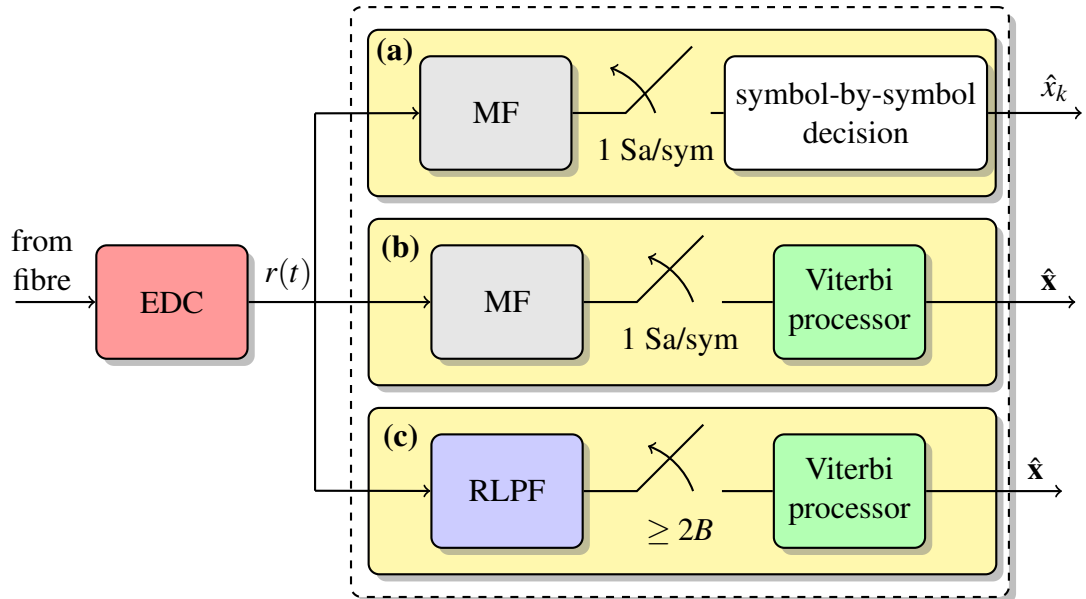 from
fibre
EDC
r(t)
(a)
MF
1 Sa/sym
symbol-by-symbol
decision
x̂ₖ
(b)
MF
1 Sa/sym
Viterbi
processor
x̂
(c)
RLPF
≥ 2B
Viterbi
processor
x̂